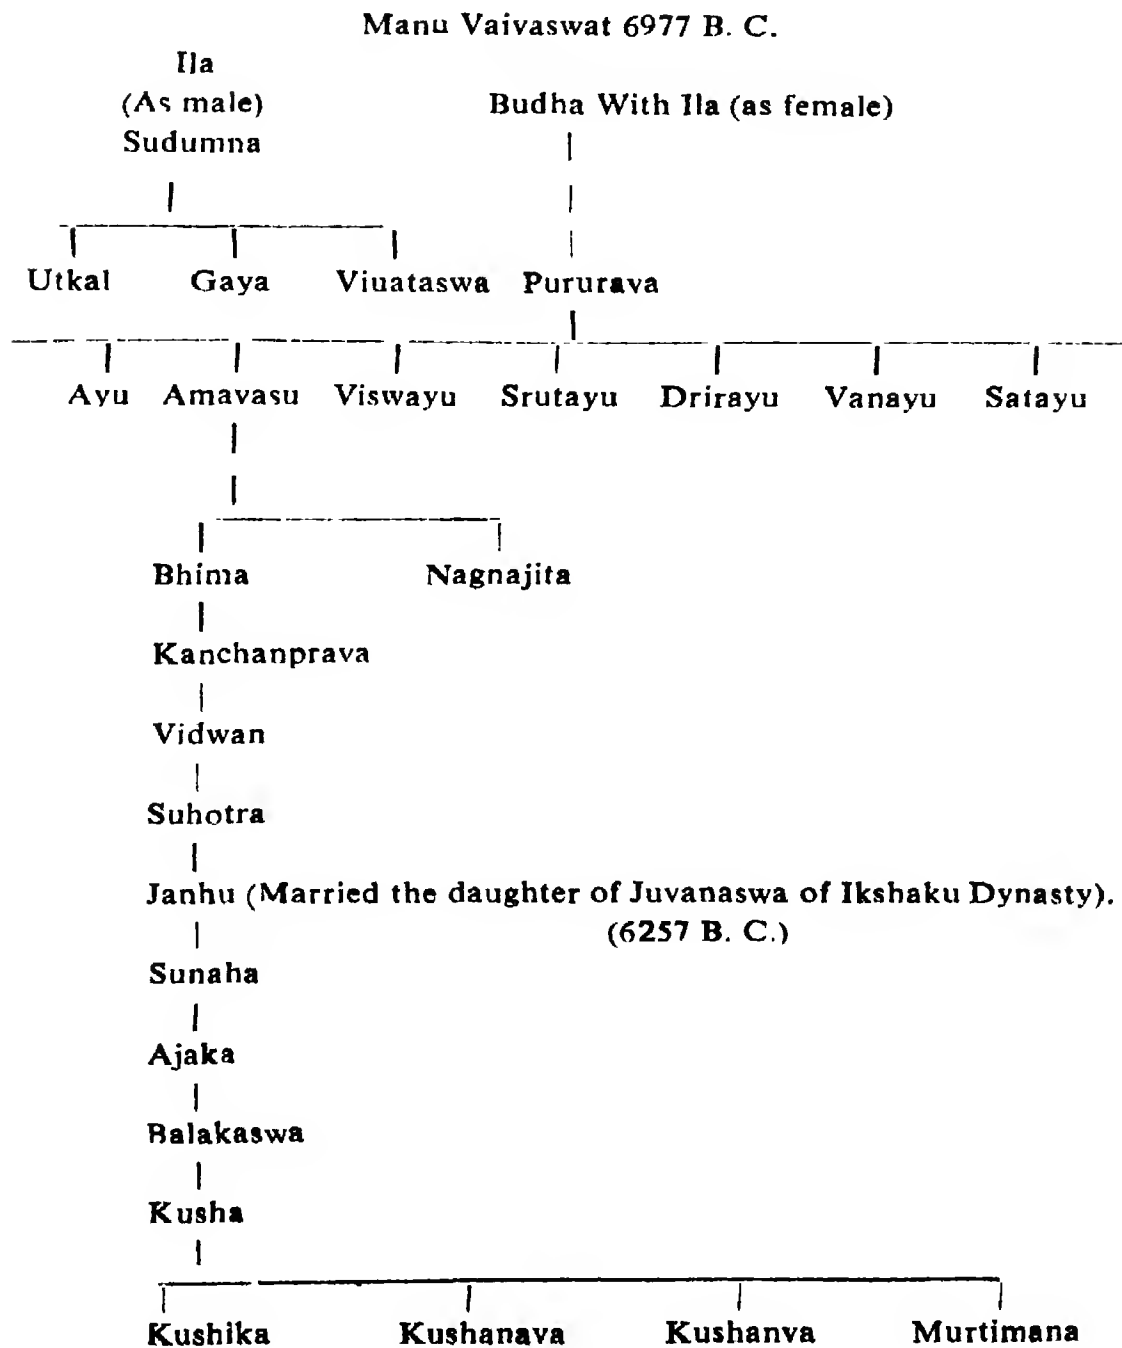 Manu Vaivaswat 6977 B. C.
Ila
(As male)
Budha With Ila (as female)
Sudumna
Utkal Gaya Viuataswa Pururava
Ayu Amavasu Viswayu Srutayu Drirayu Vanayu Satayu
Bhima Nagnajita
Kanchanprava
Vidwan
Suhotra
Janhu (Married the daughter of Juvanaswa of Ikshaku Dynasty).
(6257 B. C.)
Sunaha
Ajaka
Balakaswa
Kusha
Kushika Kushanava Kushanva Murtimana